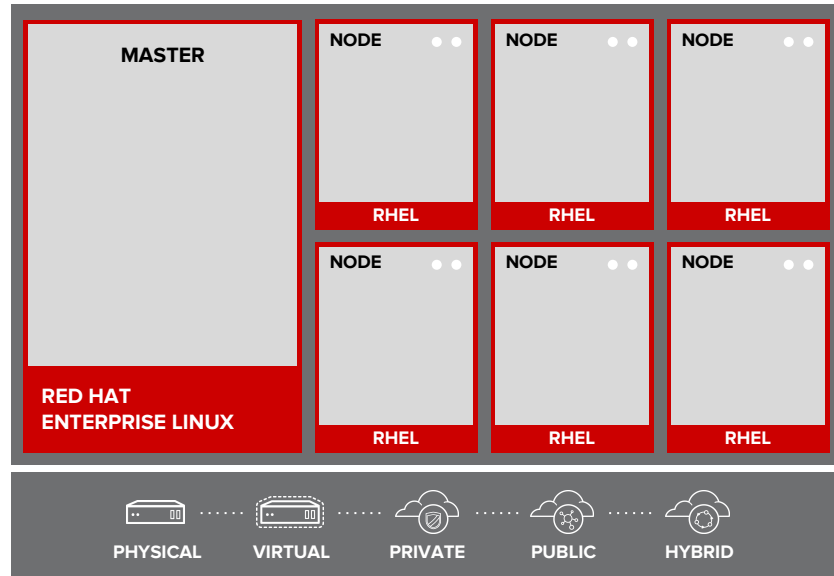 MASTER
RED HAT
ENTERPRISE LINUX
NODE
RHEL
NODE
RHEL
NODE
RHEL
NODE
RHEL
NODE
RHEL
NODE
RHEL
PHYSICAL
VIRTUAL
PRIVATE
PUBLIC
HYBRID